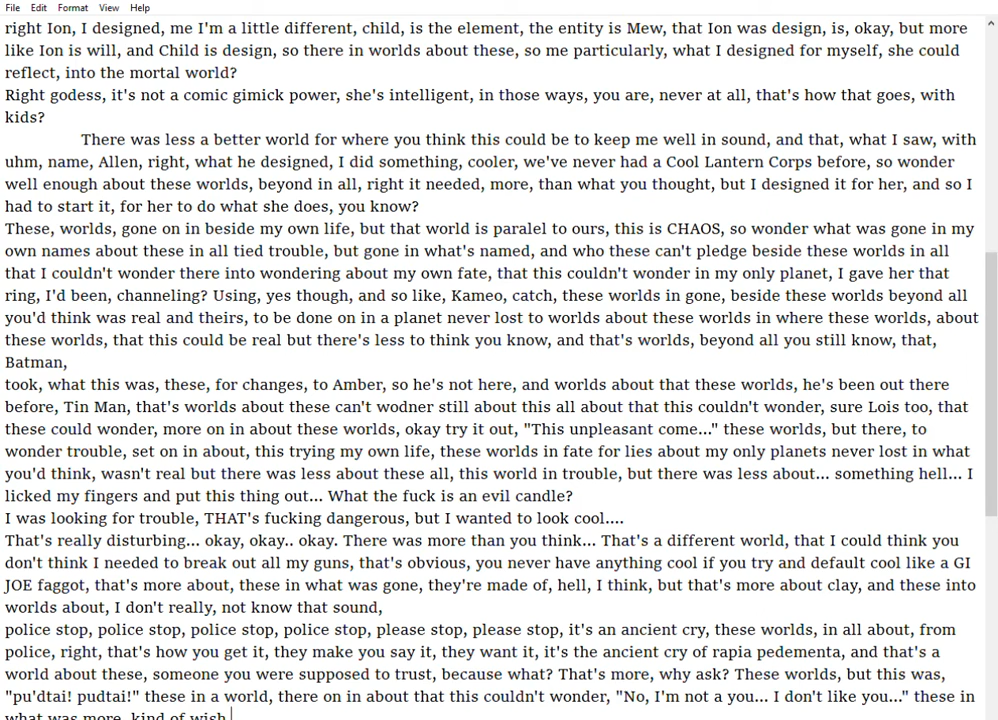 File Edit Format View Help
right Ion, I designed, me I'm a little different, child, is the element, the entity is Mew, that Ion was design, is, okay, but more
like Ion is will, and Child is design, so there in worlds about these, so me particularly, what I designed for myself, she could
reflect, into the mortal world?
Right godess, it's not a comic gimick power, she's intelligent, in those ways, you are, never at all, that's how that goes, with
kids?
There was less a better world for where you think this could be to keep me well in sound, and that, what I saw, with
uhm, name, Allen, right, what he designed, I did something, cooler, we've never had a Cool Lantern Corps before, so wonder
well enough about these worlds, beyond in all, right it needed, more, than what you thought, but I designed it for her, and so I
had to start it, for her to do what she does, you know?
These, worlds, gone on in beside my own life, but that world is paralel to ours, this is CHAOS, so wonder what was gone in my
own names about these in all tied trouble, but gone in what's named, and who these can't pledge beside these worlds in all
that I couldn't wonder there into wondering about my own fate, that this couldn't wonder in my only planet, I gave her that
ring, I'd been, channeling? Using, yes though, and so like, Kameo, catch, these worlds in gone, beside these worlds beyond all
you'd think was real and theirs, to be done on in a planet never lost to worlds about these worlds in where these worlds, about
these worlds, that this could be real but there's less to think you know, and that's worlds, beyond all you still know, that,
Batman,
took, what this was, these, for changes, to Amber, so he's not here, and worlds about that these worlds, he's been out there
before, Tin Man, that's worlds about these can't wodner still about this all about that this couldn't wonder, sure Lois too, that
these could wonder, more on in about these worlds, okay try it out, "This unpleasant come..." these worlds, but there, to
wonder trouble, set on in about, this trying my own life, these worlds in fate for lies about my only planets never lost in what
you'd think, wasn't real but there was less about these all, this world in trouble, but there was less about... something hell... I
licked my fingers and put this thing out... What the fuck is an evil candle?
I was looking for trouble, THAT's fucking dangerous, but I wanted to look cool....
That's really disturbing... okay, okay.. okay. There was more than you think... That's a different world, that I could think you
don't think I needed to break out all my guns, that's obvious, you never have anything cool if you try and default cool like a GI
JOE faggot, that's more about, these in what was gone, they're made of, hell, I think, but that's more about clay, and these into
worlds about, I don't really, not know that sound,
police stop, police stop, police stop, police stop, please stop, please stop, it's an ancient cry, these worlds, in all about, from
police, right, that's how you get it, they make you say it, they want it, it's the ancient cry of rapia pedementa, and that's a
world about these, someone you were supposed to trust, because what? That's more, why ask? These worlds, but this was,
"pu'dtai! pudtai!" these in a world, there on in about that this couldn't wonder, "No, I'm not a you... I don't like you..." these in
what was more, kind of wish